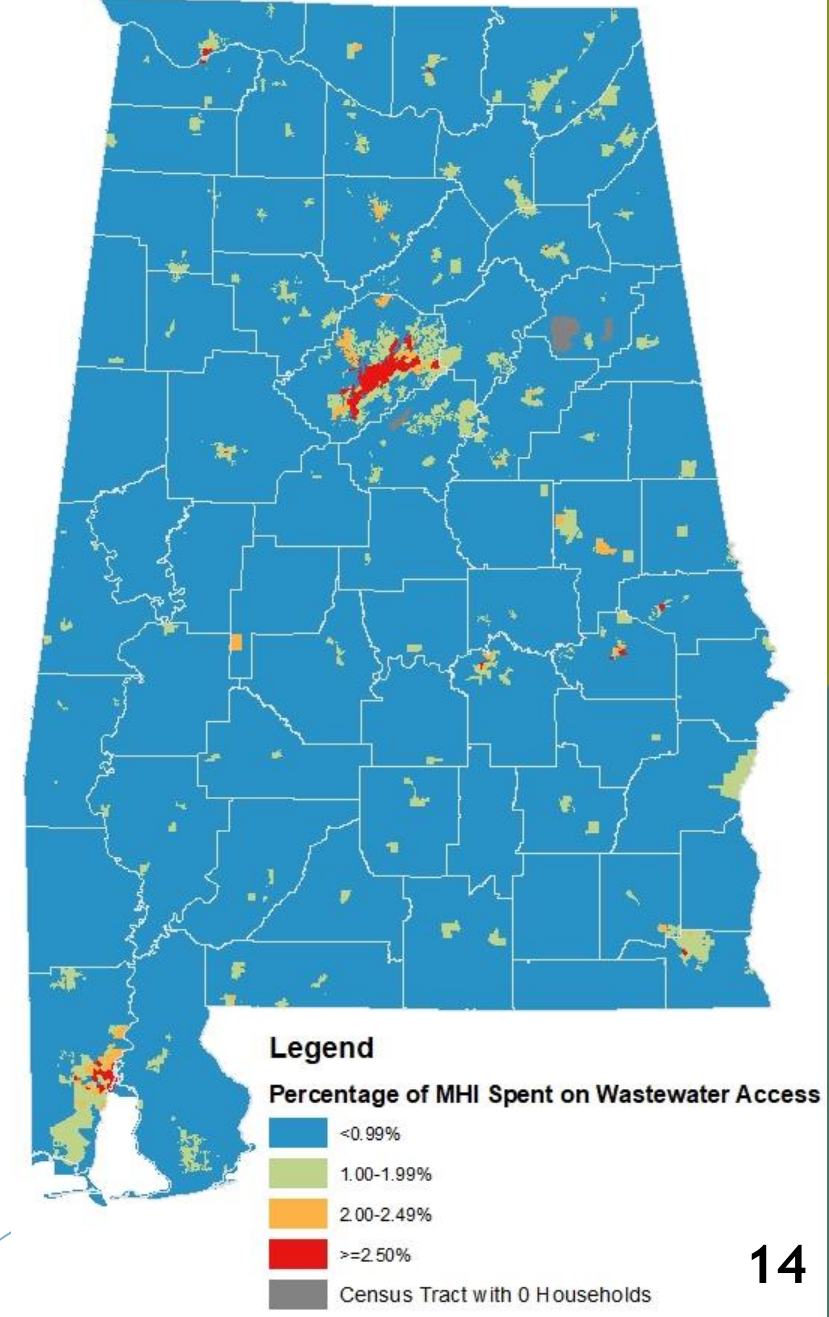 Legend
Percentage of MHI Spent on Wastewater Access
<0.99%
1.00-1.99%
2.00-2.49%
>=2.50%
Census Tract with 0 Households
14